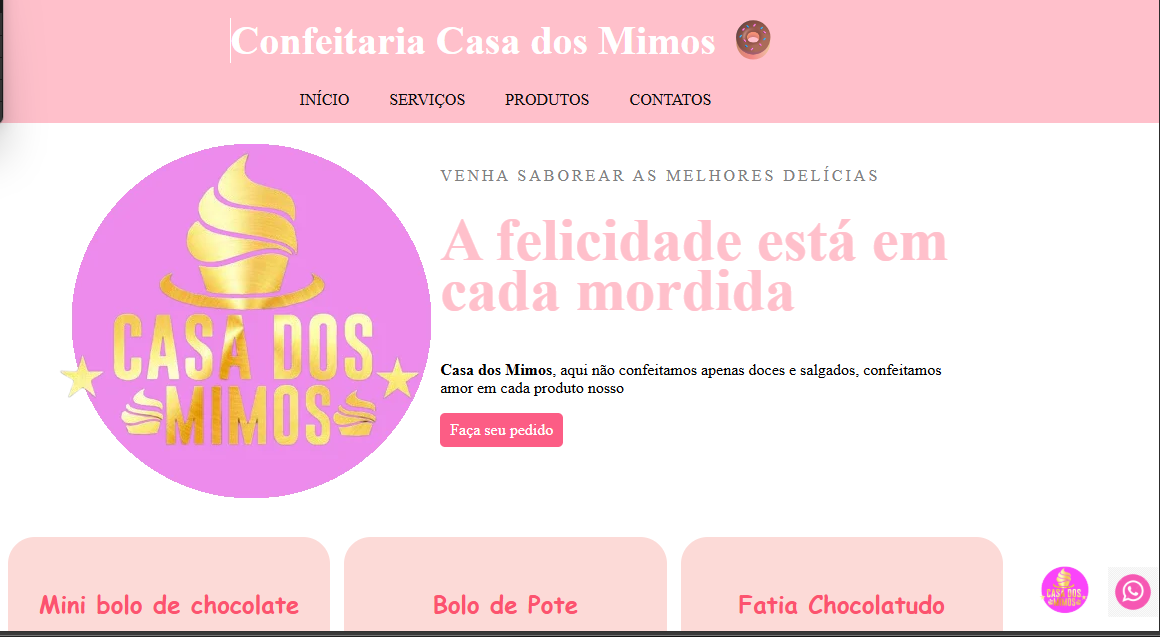 Confeitaria Casa dos Mimos
INÍCIO SERVIÇOS PRODUTOS CONTATOS
CASA DOS
MIMOS
VENHA SABOREAR AS MELHORES DELÍCIAS
A felicidade está em
cada mordida
Casa dos Mimos, aqui não confeitamos apenas doces e salgados, confeitamos
amor em cada produto nosso
Faça seu pedido
Mini bolo de chocolate
Bolo de Pote
Fatia Chocolatudo
CASA DOS
MIMOS